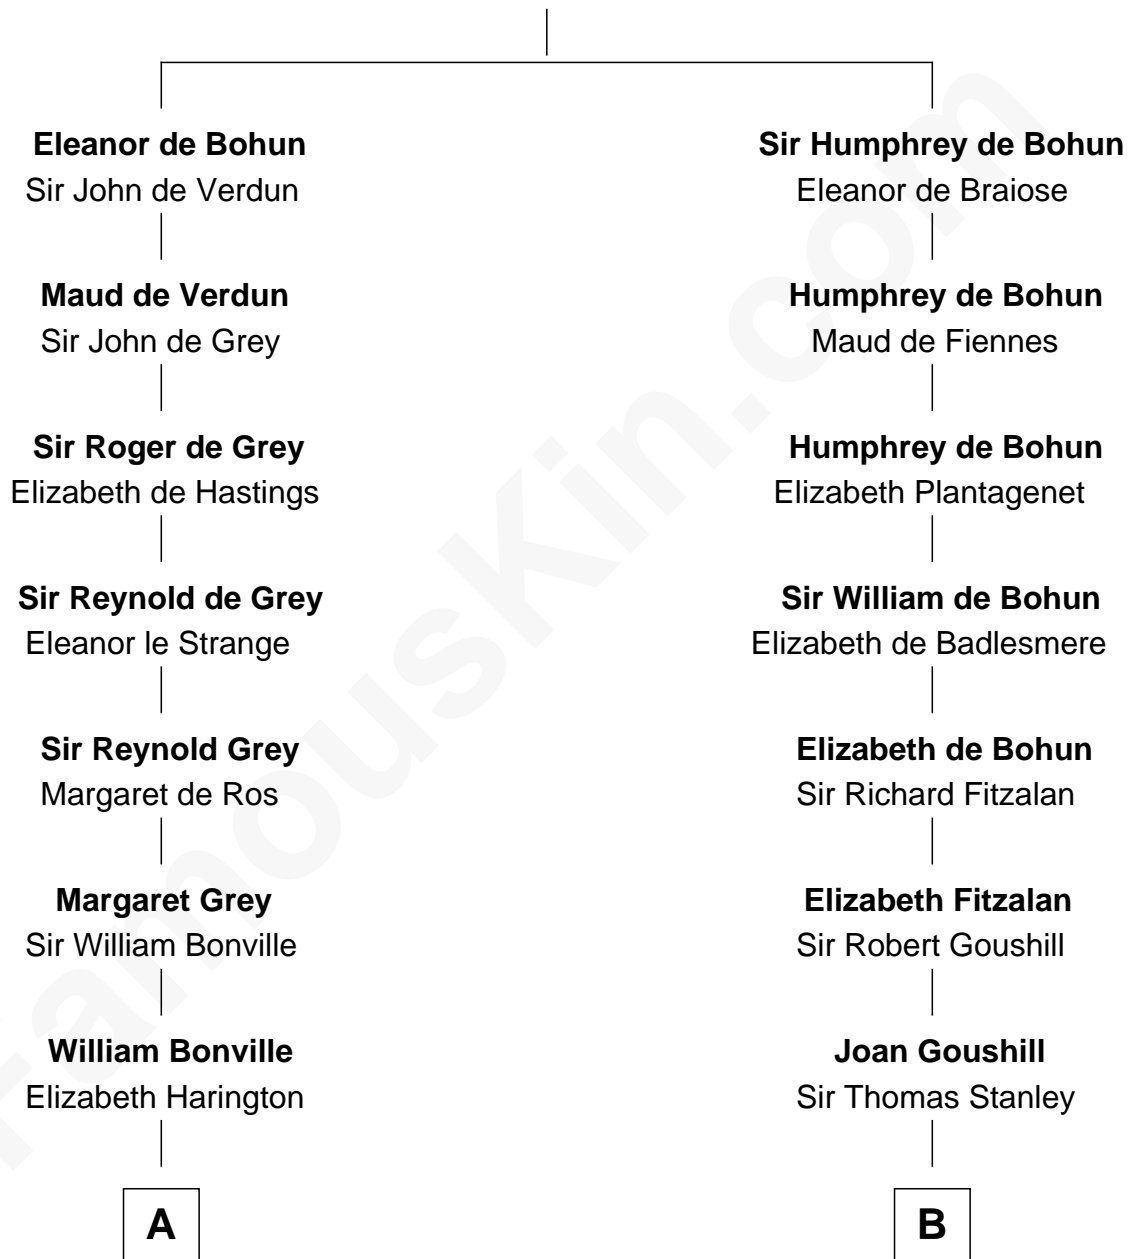 Eleanor de Bohun
Sir John de Verdun
Maud de Verdun
Sir John de Grey
Sir Roger de Grey
Elizabeth de Hastings
Sir Reynold de Grey
Eleanor le Strange
Sir Reynold Grey
Margaret de Ros
Margaret Grey
Sir William Bonville
William Bonville
Elizabeth Harington
A
Sir Humphrey de Bohun
Eleanor de Braiose
Humphrey de Bohun
Maud de Fiennes
Humphrey de Bohun
Elizabeth Plantagenet
Sir William de Bohun
Elizabeth de Badlesmere
Elizabeth de Bohun
Sir Richard Fitzalan
Elizabeth Fitzalan
Sir Robert Goushill
Joan Goushill
Sir Thomas Stanley
B
FamousKin.com